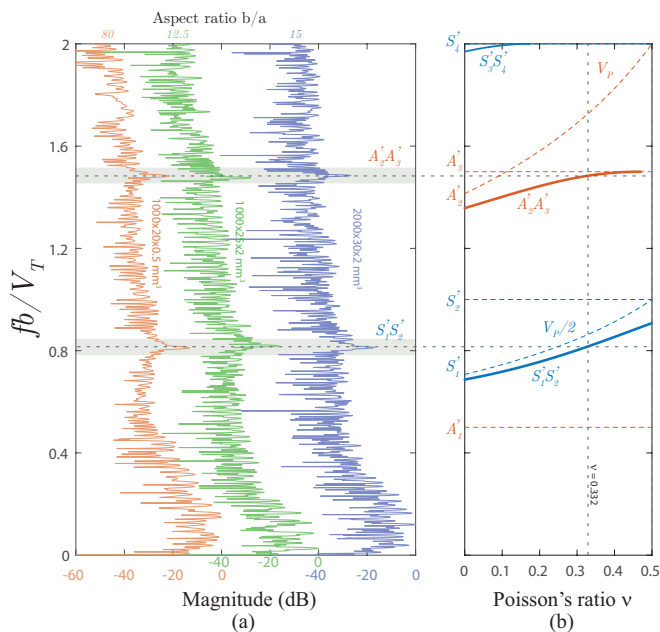 Aspect ratio b/a
80 12.5 15
2
1.6
1.2
0.8
0.4
0
fb/V_T
A'_2A'_3
S'_1S'_2
1000x20x0.5 mm³
1000x25x2 mm³
2000x30x2 mm³
-60 -40 -20 0
-40 -20 0
-40 -20 0
Magnitude (dB)
(a)
S'_4
S'_3S'_4
V_P
A'_3
A'_2
A'_2A'_3
S'_2
V_P/2
S'_1
S'_1S'_2
A'_1
ν = 0.332
0 0.1 0.2 0.3 0.4 0.5
Poisson's ratio ν
(b)